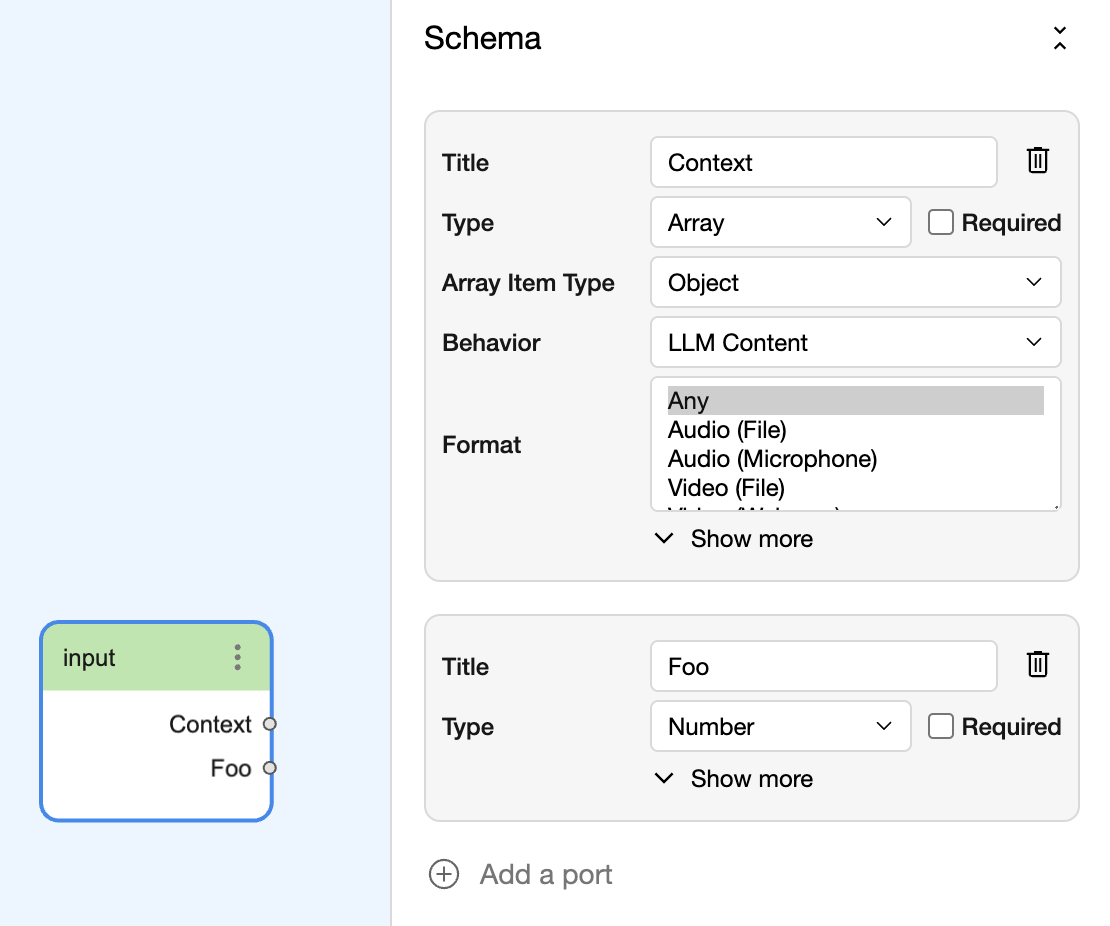 Schema
Title
Context
Type
Array
Required
Array Item Type
Object
Behavior
LLM Content
Format
Any
Audio (File)
Audio (Microphone)
Video (File)
Show more
input
Context
Foo
Title
Foo
Type
Number
Required
Show more
Add a port